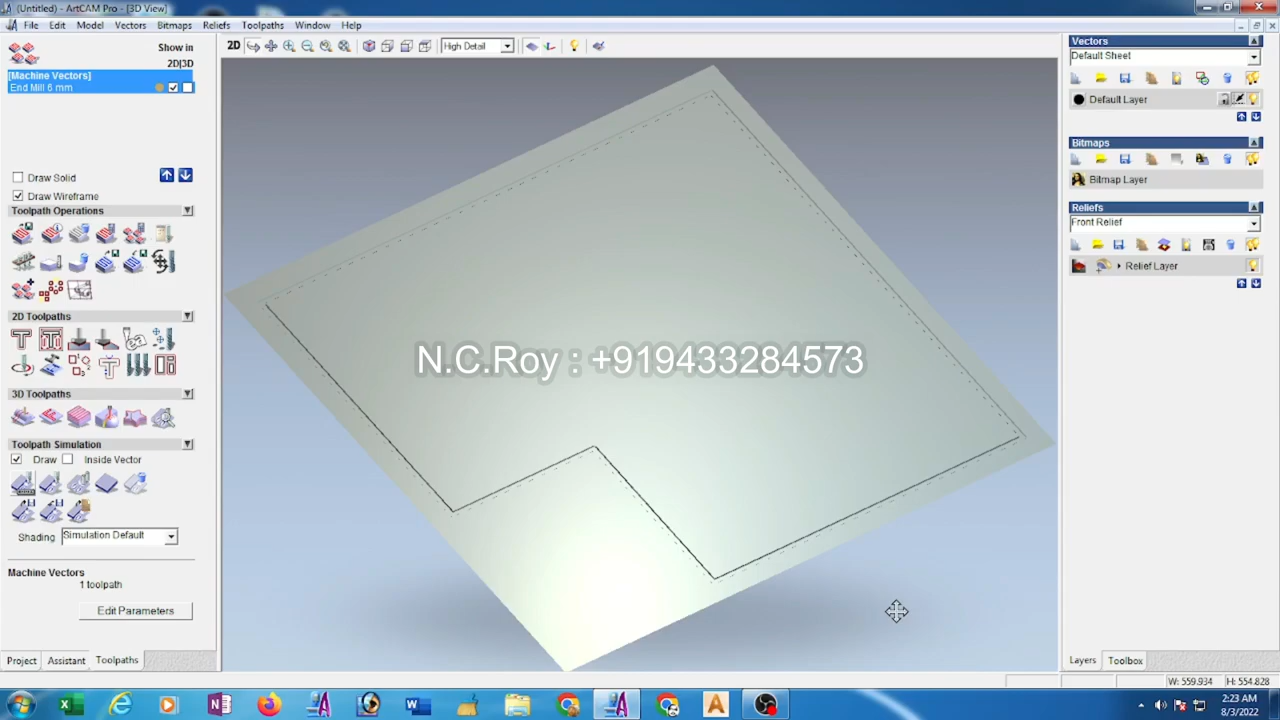 (Untitled) - ArtCAM Pro - [3D View]
File Edit Model Vectors Bitmaps Reliefs Toolpaths Window Help
Show in
2D|3D
[Machine Vectors]
End Mill 6 mm
Draw Solid
Draw Wireframe
Toolpath Operations
2D Toolpaths
3D Toolpaths
Toolpath Simulation
Draw Inside Vector
Shading Simulation Default
Machine Vectors
1 toolpath
Edit Parameters
Project Assistant Toolpaths
2D High Detail
N.C.Roy : +919433284573
Vectors
Default Sheet
Default Layer
Bitmaps
Bitmap Layer
Reliefs
Front Relief
Relief Layer
Layers Toolbox
W: 559.934 H: 554.828
2:23 AM
8/3/2022